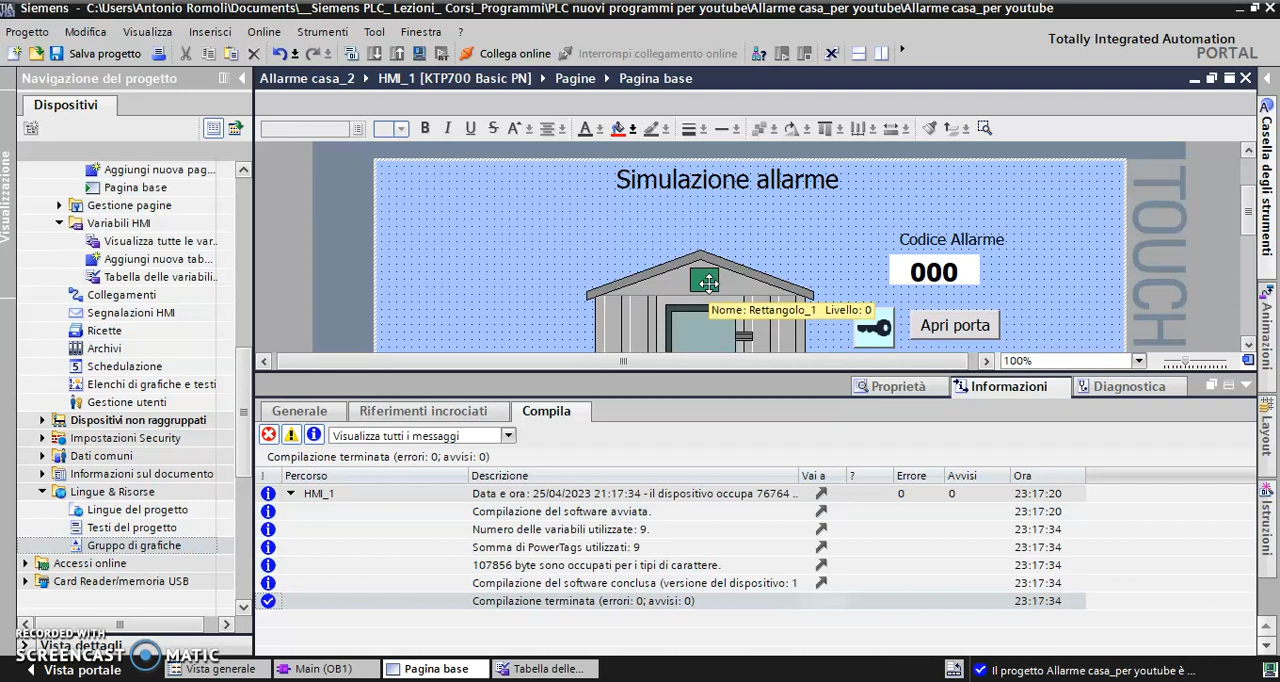 Siemens - C:\Users\Antonio Romoli\Documents\__Siemens PLC_ Lezioni_ Corsi_Programmi\PLC nuovi programmi per youtube\Allarme casa_per youtube\Allarme casa_per youtube
Progetto Modifica Visualizza Inserisci Online Strumenti Tool Finestra ?
Totally Integrated Automation
PORTAL
Salva progetto
Collega online
Interrompi collegamento online
Navigazione del progetto
Allarme casa_2 HMI_1 [KTP700 Basic PN] Pagine Pagina base
Dispositivi
Visualizzazione
Aggiungi nuova pag...
Pagina base
Gestione pagine
Variabili HMI
Visualizza tutte le var...
Aggiungi nuova tab...
Tabella delle variabili...
Collegamenti
Segnalazioni HMI
Ricette
Archivi
Schedulazione
Elenchi di grafiche e testi
Gestione utenti
Dispositivi non raggruppati
Impostazioni Security
Dati comuni
Informazioni sul documento
Lingue & Risorse
Lingue del progetto
Testi del progetto
Gruppo di grafiche
Accessi online
Card Reader/memoria USB
Vista dettagli
RECORDED WITH
SCREENCAST MATIC
Simulazione allarme
Codice Allarme
000
Nome: Rettangolo_1 Livello: 0
Apri porta
TOUCH
100%
Casella degli strumenti
Animazioni
Layout
Istruzioni
Proprietà
Informazioni
Diagnostica
Generale
Riferimenti incrociati
Compila
Visualizza tutti i messaggi
Compilazione terminata (errori: 0; avvisi: 0)
! Percorso Descrizione Vai a ? Errore Avvisi Ora
HMI_1 Data e ora: 25/04/2023 21:17:34 - il dispositivo occupa 76764 .. 0 0 23:17:20
Compilazione del software avviata. 23:17:20
Numero delle variabili utilizzate: 9. 23:17:34
Somma di PowerTags utilizzati: 9 23:17:34
107856 byte sono occupati per i tipi di carattere. 23:17:34
Compilazione del software conclusa (versione del dispositivo: 1 23:17:34
Compilazione terminata (errori: 0; avvisi: 0) 23:17:34
Vista portale
Vista generale
Main (OB1)
Pagina base
Tabella delle...
Il progetto Allarme casa_per youtube è ...